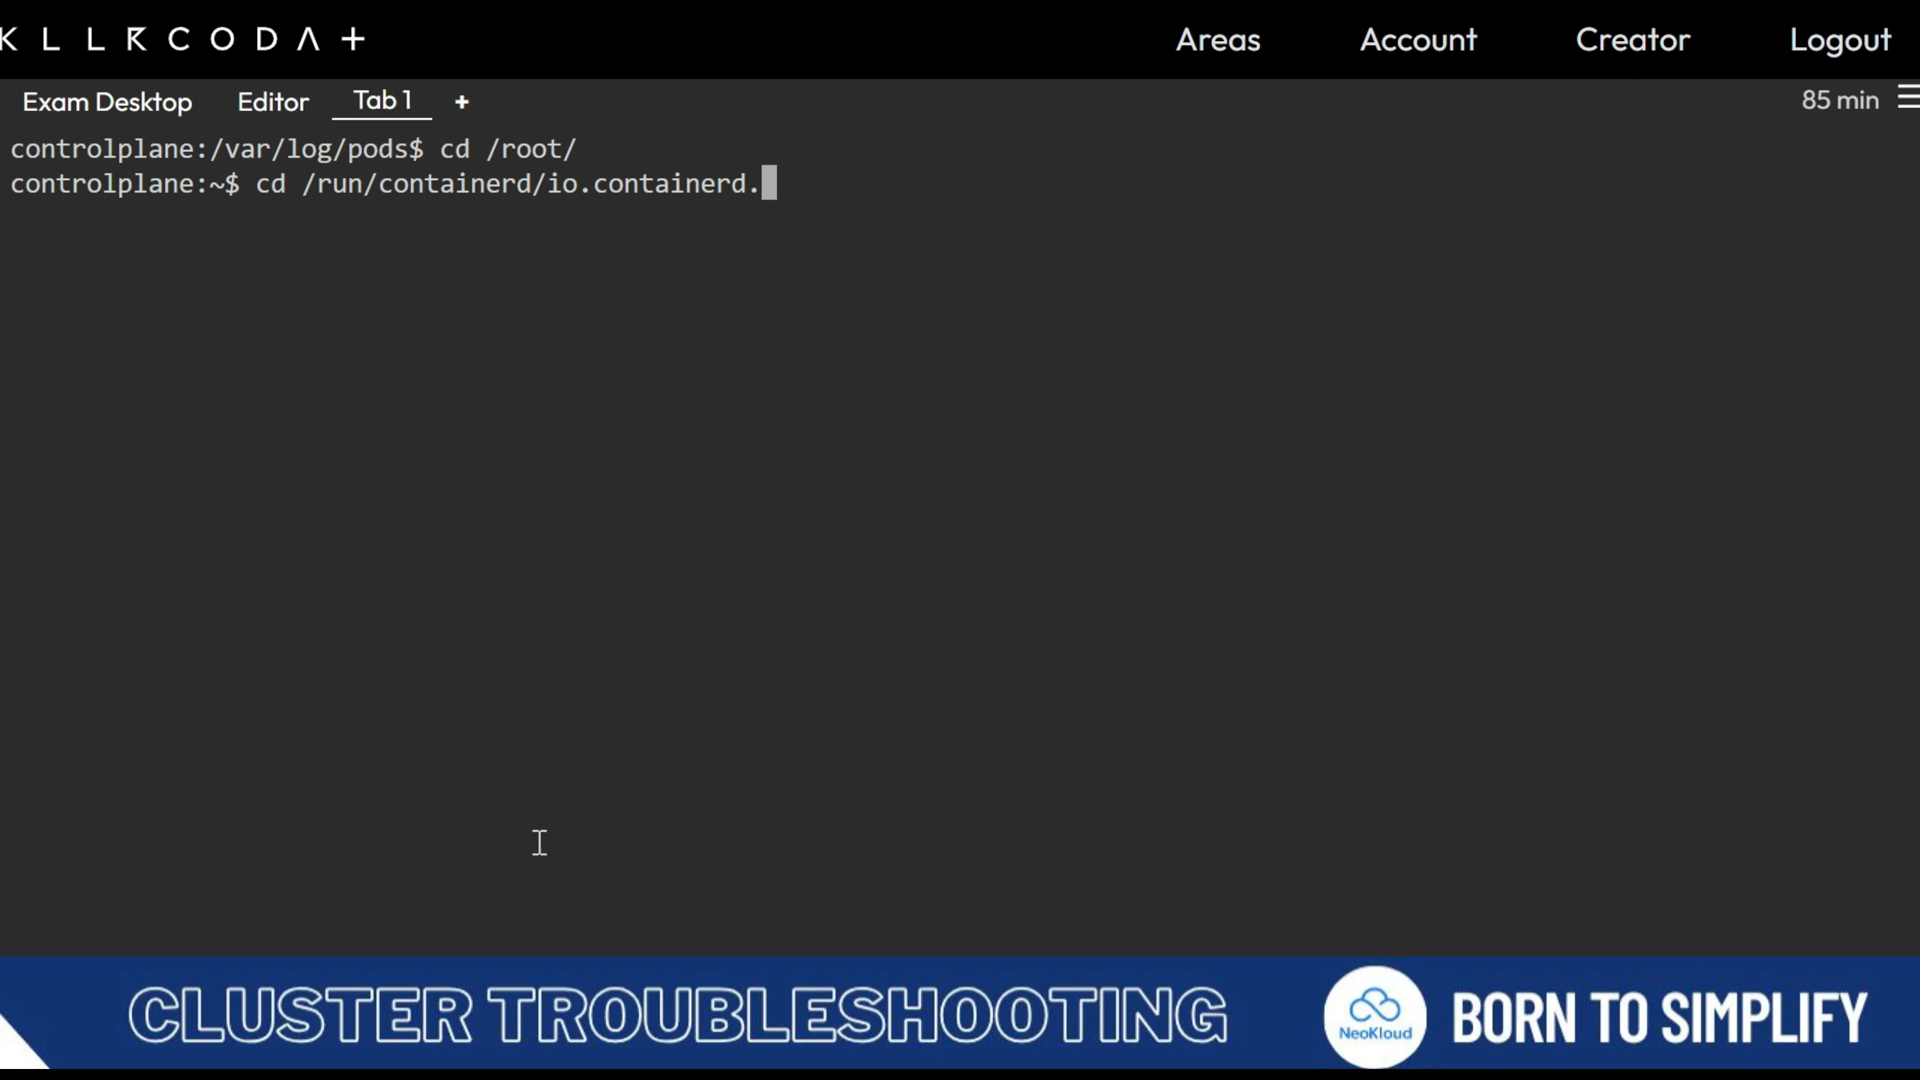 KLLRCODA+
Areas Account Creator Logout
Exam Desktop Editor Tab 1 + 85 min
controlplane:/var/log/pods$ cd /root/
controlplane:~$ cd /run/containerd/io.containerd.
CLUSTER TROUBLESHOOTING
NeoKloud
BORN TO SIMPLIFY